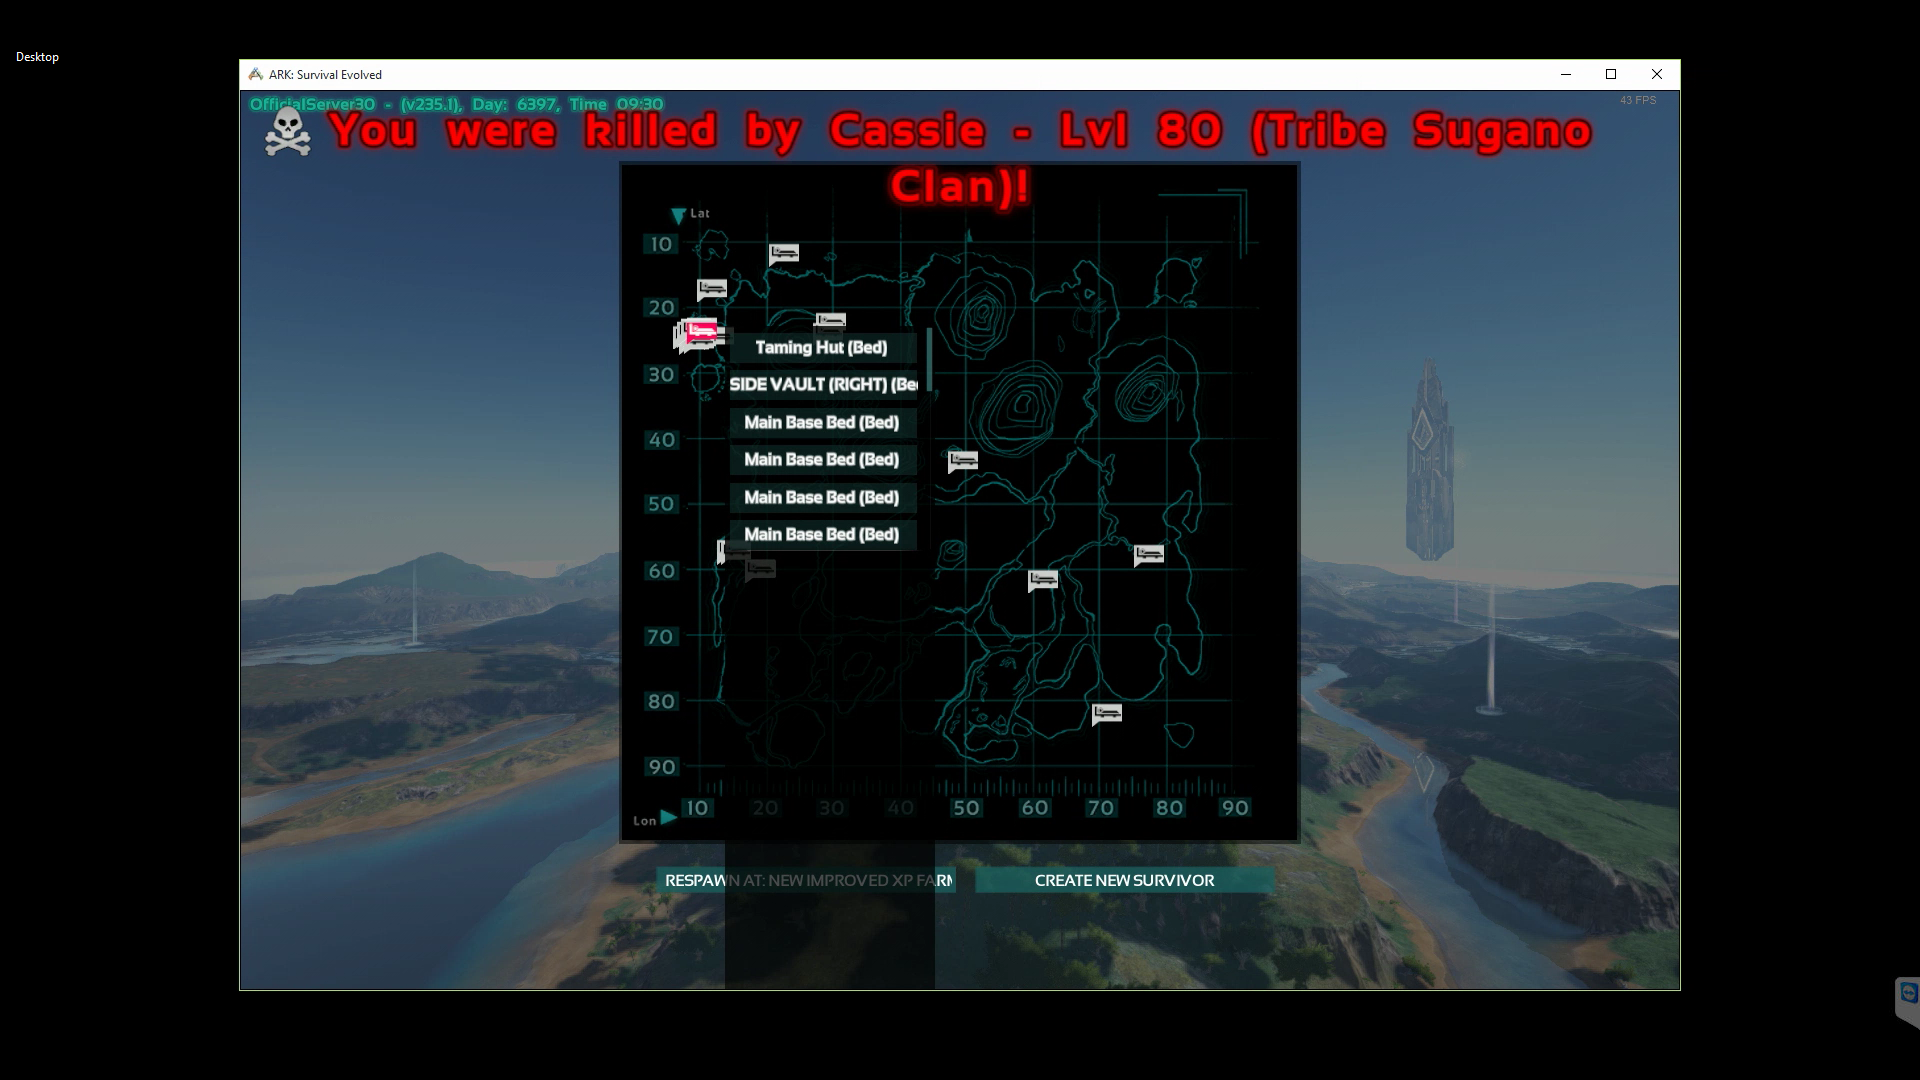 Desktop
ARK: Survival Evolved
OfficialServer30 - (v235.1), Day: 6397, Time 09:30
43 FPS
You were killed by Cassie - Lvl 80 (Tribe Sugano
Clan)!
Lat
10
20
30
40
50
60
70
80
90
Taming Hut (Bed)
SIDE VAULT (RIGHT) (Be
Main Base Bed (Bed)
Main Base Bed (Bed)
Main Base Bed (Bed)
Main Base Bed (Bed)
Lon
10 20 30 40 50 60 70 80 90
RESPAWN AT: NEW IMPROVED XP FARM
CREATE NEW SURVIVOR